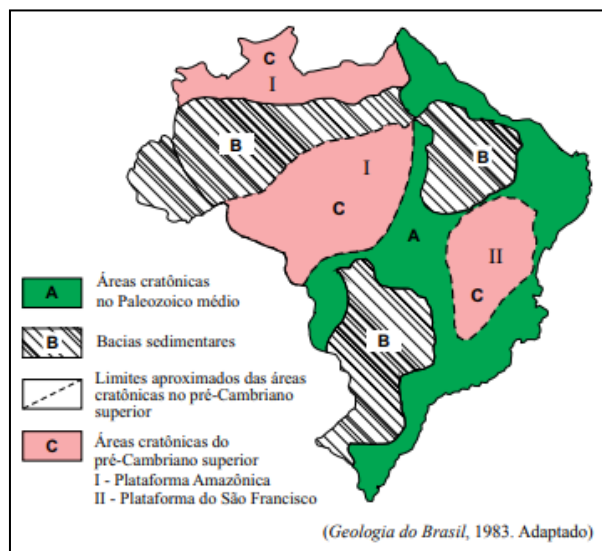 C
I
B
B
I
C
A
II
C
B
A Áreas cratônicas
no Paleozoico médio
B Bacias sedimentares
Limites aproximados das áreas
cratônicas no pré-Cambriano
superior
C Áreas cratônicas do
pré-Cambriano superior
I - Plataforma Amazônica
II - Plataforma do São Francisco
(Geologia do Brasil, 1983. Adaptado)